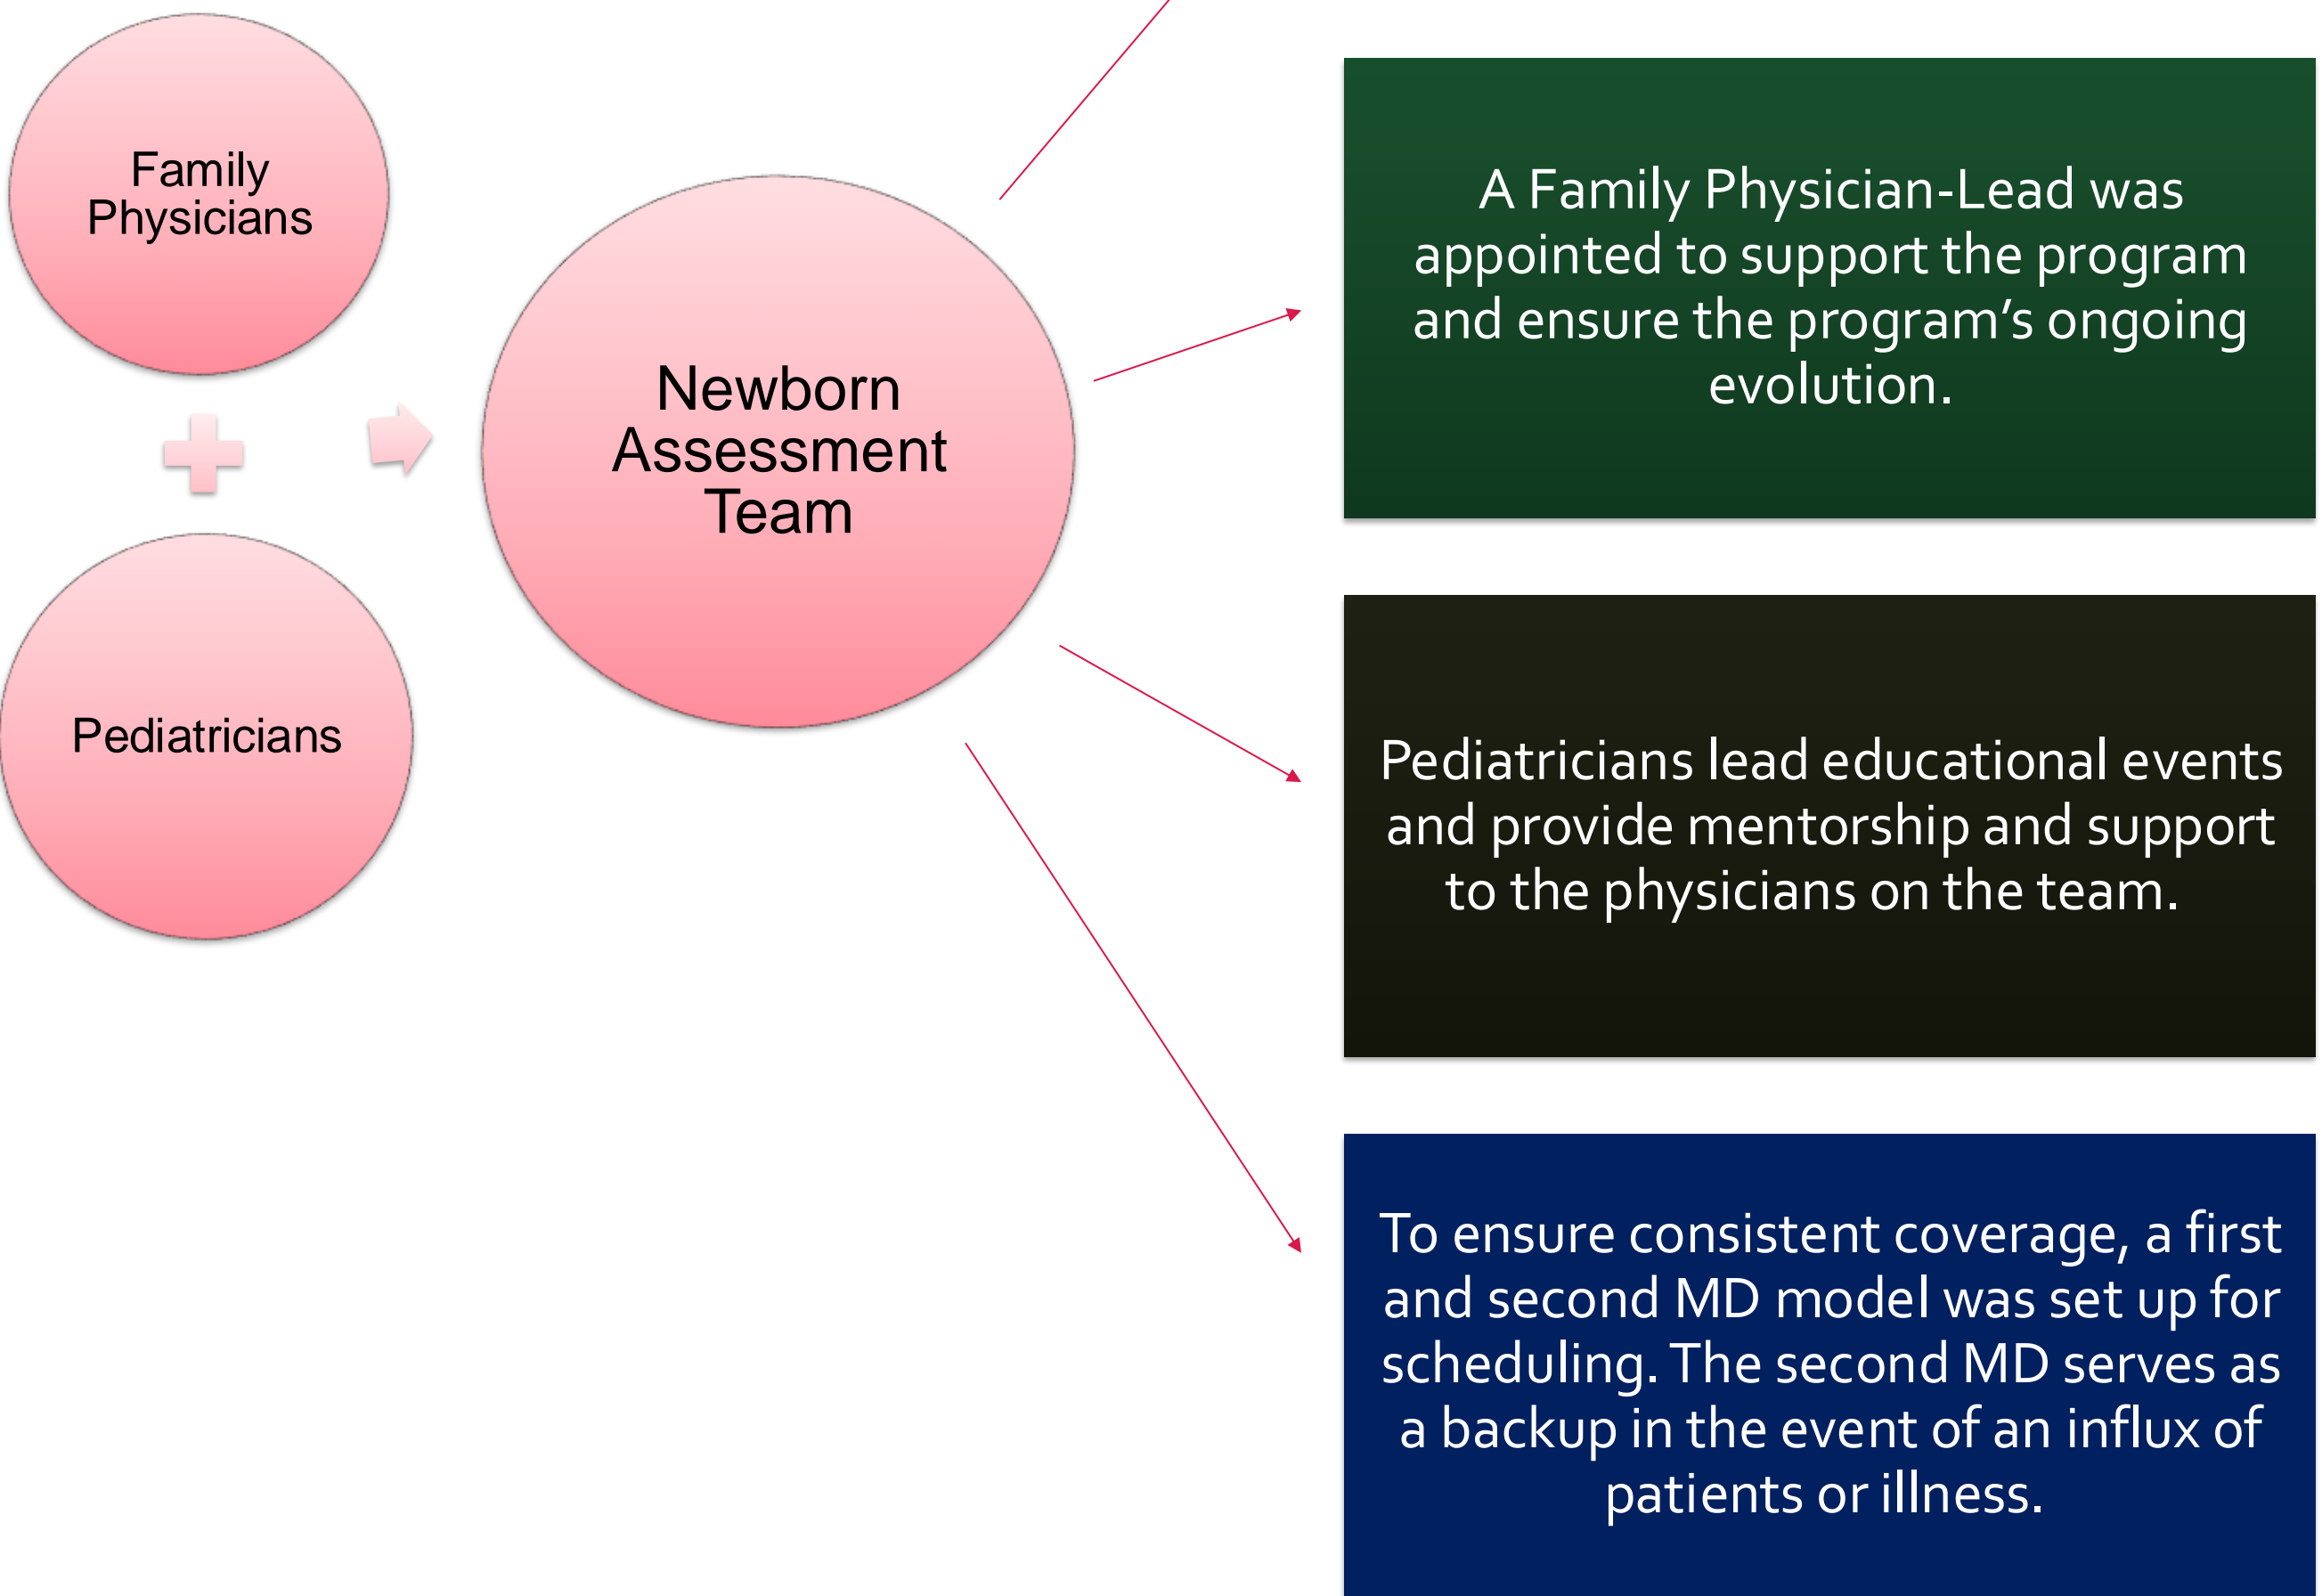 Family
Physicians
Pediatricians
Newborn
Assessment
Team
A Family Physician-Lead was
appointed to support the program
and ensure the program’s ongoing
evolution.
Pediatricians lead educational events
and provide mentorship and support
to the physicians on the team.
To ensure consistent coverage, a first
and second MD model was set up for
scheduling. The second MD serves as
a backup in the event of an influx of
patients or illness.